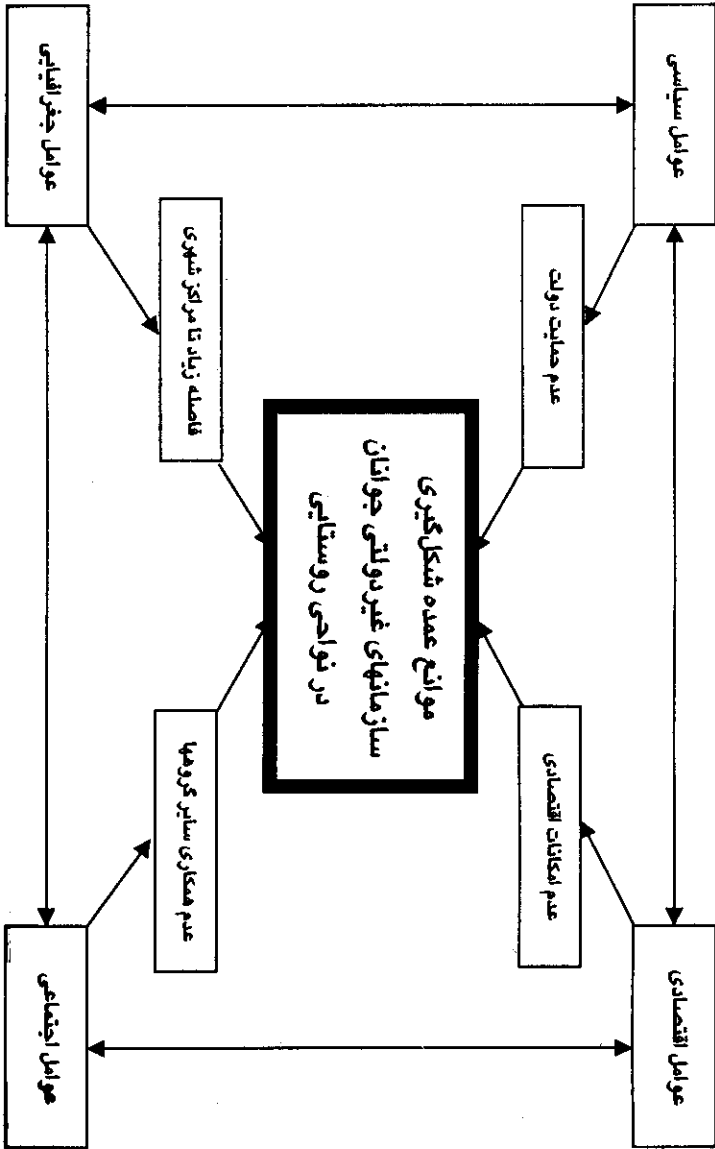 عوامل اقتصادی
عوامل سیاسی
عدم امکانات اقتصادی
عدم حمایت دولت
موانع عمده شکل‌گیری
سازمانهای غیردولتی جوانان
در نواحی روستایی
عدم همکاری سایر گروهها
فاصله زیاد تا مراکز شهری
عوامل اجتماعی
عوامل جغرافیایی